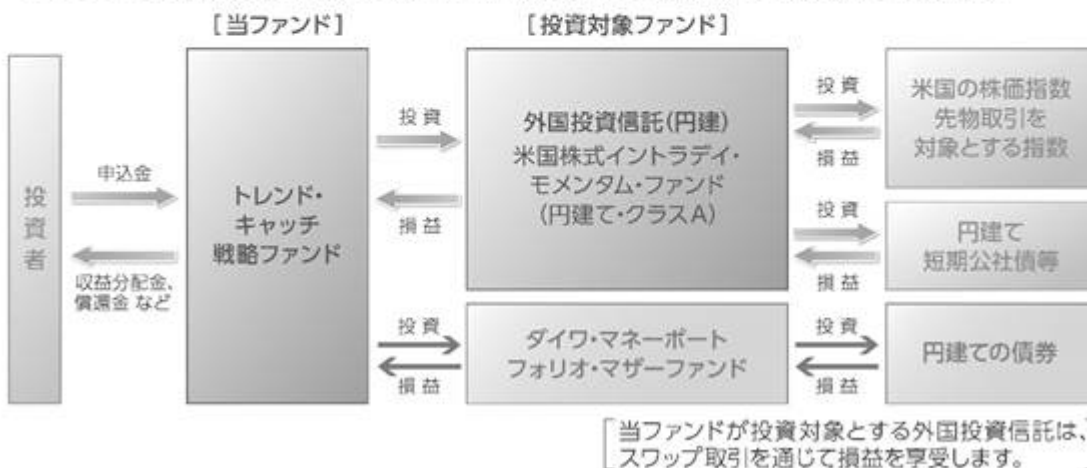 [当ファンド]
[投資対象ファンド]
投資者
申込金
収益分配金、
償還金 など
トレンド・
キャッチ
戦略ファンド
投資
損益
投資
損益
外国投資信託(円建)
米国株式イントラデイ・
モメンタム・ファンド
(円建て・クラスA)
ダイワ・マネーポート
フォリオ・マザーファンド
投資
損益
投資
損益
投資
損益
米国の株価指数
先物取引を
対象とする指数
円建て
短期公社債等
円建ての債券
当ファンドが投資対象とする外国投資信託は、
スワップ取引を通じて損益を享受します。